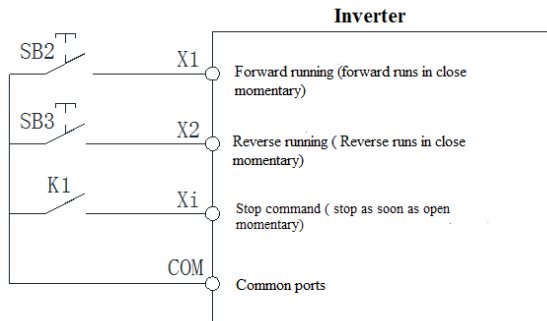 Inverter
SB2
X1
Forward running (forward runs in close
momentary)
SB3
X2
Reverse running ( Reverse runs in close
momentary)
K1
Xi
Stop command ( stop as soon as open
momentary)
COM
Common ports